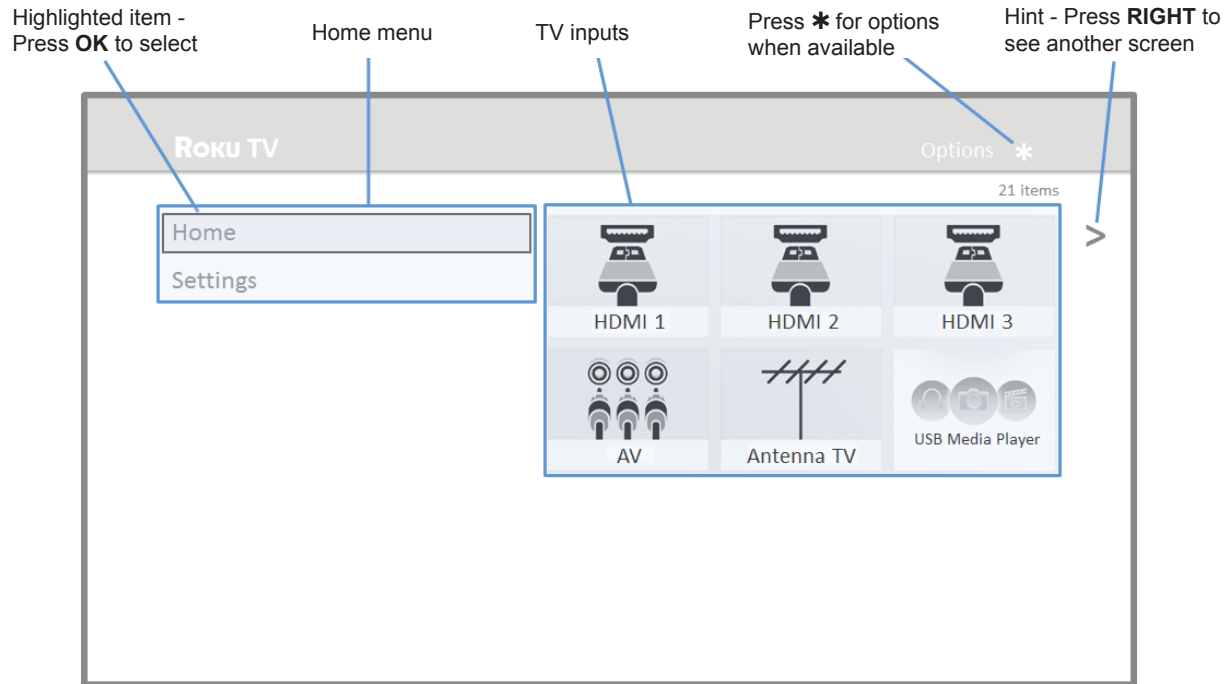 Highlighted item -
Press OK to select
Home menu
TV inputs
Press ✱ for options
when available
Hint - Press RIGHT to
see another screen
ROKU TV
Options ✱
21 items
Home
Settings
>
HDMI 1
HDMI 2
HDMI 3
AV
Antenna TV
USB Media Player